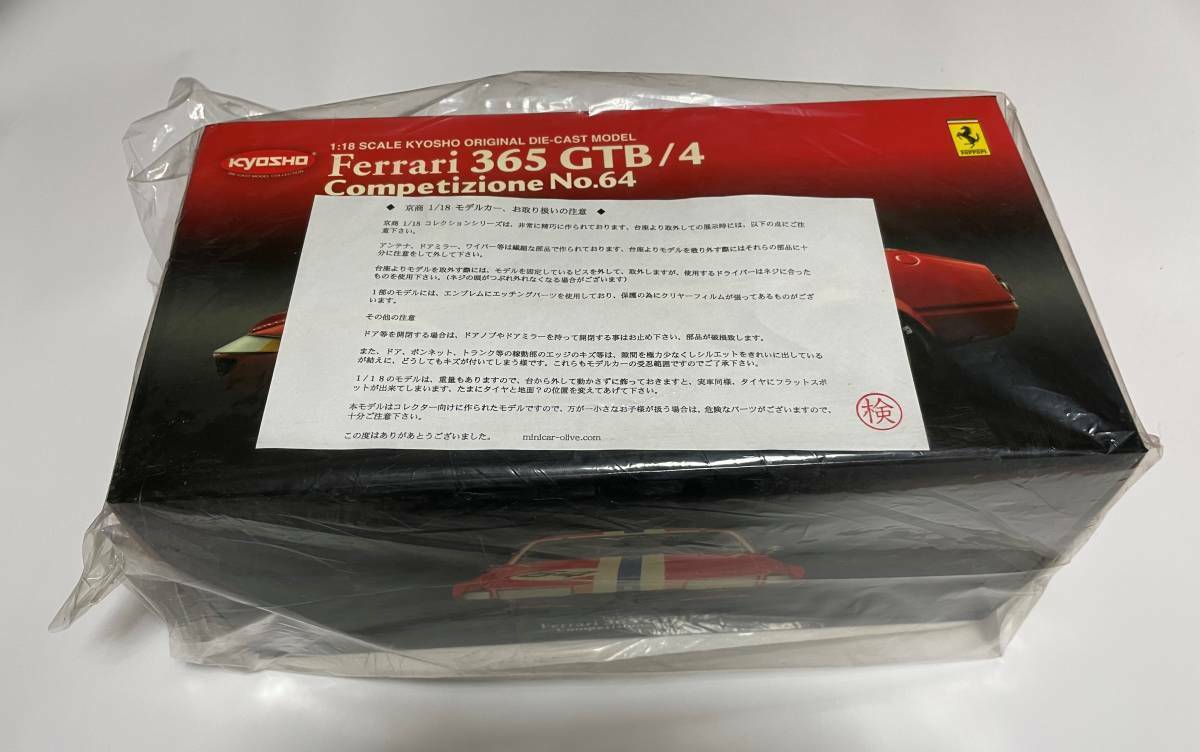 1:18 SCALE KYOSHO ORIGINAL DIE-CAST MODEL
KYOSHO
DIE-CAST MODEL COLLECTION
Ferrari 365 GTB/4
Competizione No.64
Ferrari
◆ 京商 1/18 モデルカー、お取り扱いの注意 ◆
京商 1/18 コレクションシリーズは、非常に精巧に作られております。台座より取外しての展示時には、以下の点にご注
意下さい。
アンテナ、ドアミラー、ワイパー等は繊細な部品で作られております。台座よりモデルを取り外す際にはそれらの部品に十
分に注意をして外して下さい。
台座よりモデルを取外す際には、モデルを固定しているビスを外して、取外しますが、使用するドライバーはネジに合った
ものを使用下さい。(ネジの頭がつぶれ外れなくなる場合がございます)
1部のモデルには、エンブレムにエッチングパーツを使用しており、保護の為にクリヤーフィルムが張ってあるものがござ
います。
その他の注意
ドア等を開閉する場合は、ドアノブやドアミラーを持って開閉する事はお止め下さい、部品が破損致します。
また、ドア、ボンネット、トランク等の稼動部のエッジのキズ等は、隙間を極力少なくしシルエットをきれいに出している
が故えに、どうしてもキズが付いてしまう様です。これらもモデルカーの受忍範囲ですのでご了承下さい。
1/18のモデルは、重量もありますので、台から外して動かさずに飾っておきますと、実車同様、タイヤにフラットスポ
ットが出来てしまいます、たまにタイヤと地面?の位置を変えてあげて下さい。
本モデルはコレクター向けに作られたモデルですので、万が一小さなお子様が扱う場合は、危険なパーツがございますので、
十分ご注意下さい。
検
この度はありがとうございました。 minicar-olive.com
Ferrari 365
Competizione